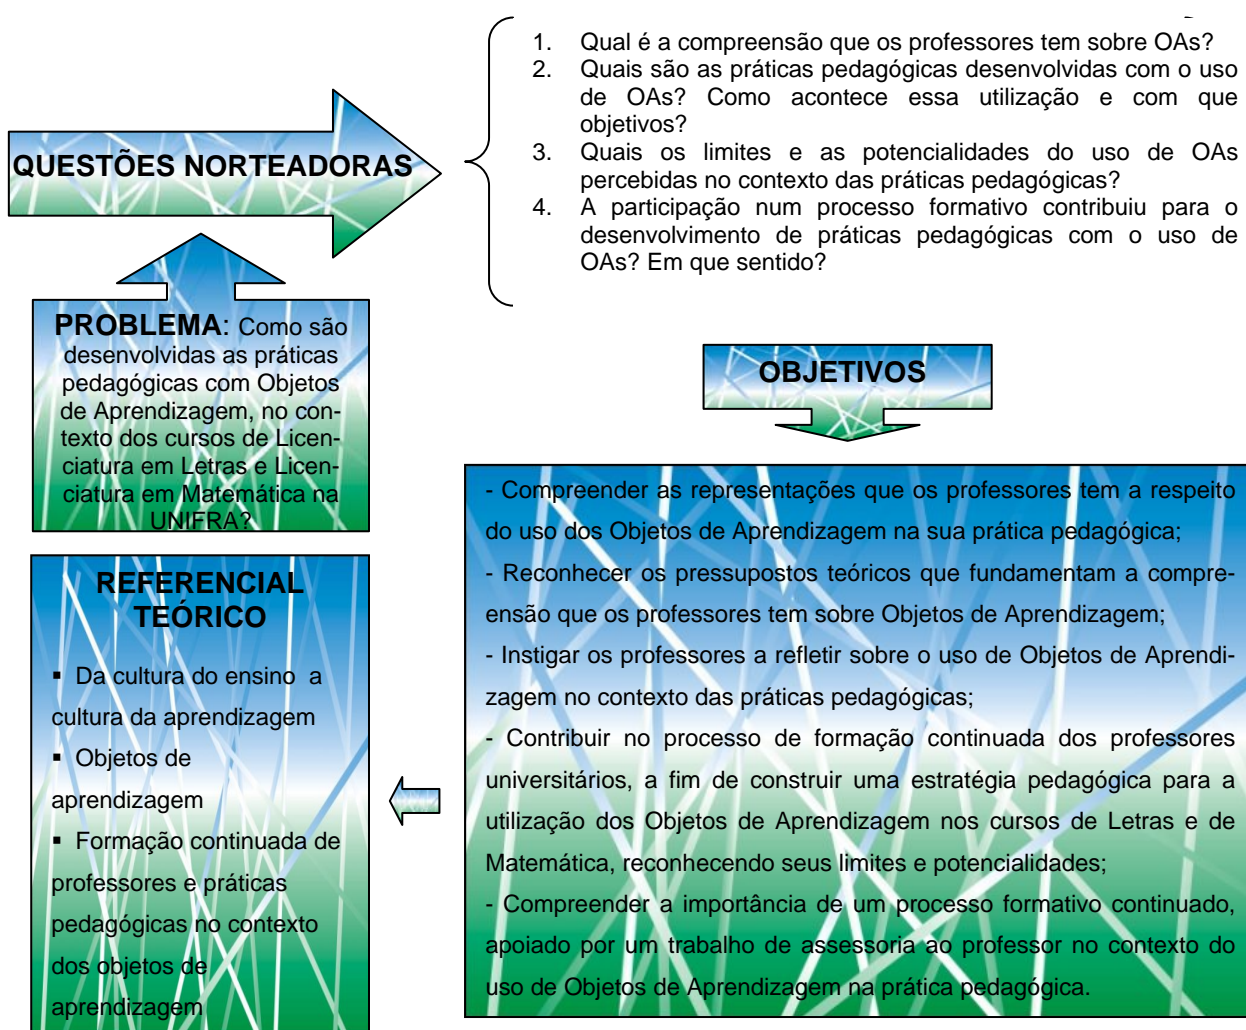 QUESTÕES NORTEADORAS
1. Qual é a compreensão que os professores tem sobre OAs?
2. Quais são as práticas pedagógicas desenvolvidas com o uso
de OAs? Como acontece essa utilização e com que
objetivos?
3. Quais os limites e as potencialidades do uso de OAs
percebidas no contexto das práticas pedagógicas?
4. A participação num processo formativo contribuiu para o
desenvolvimento de práticas pedagógicas com o uso de
OAs? Em que sentido?
PROBLEMA: Como são
desenvolvidas as práticas
pedagógicas com Objetos
de Aprendizagem, no con-
texto dos cursos de Licen-
ciatura em Letras e Licen-
ciatura em Matemática na
UNIFRA?
OBJETIVOS
- Compreender as representações que os professores tem a respeito
do uso dos Objetos de Aprendizagem na sua prática pedagógica;
- Reconhecer os pressupostos teóricos que fundamentam a compre-
ensão que os professores tem sobre Objetos de Aprendizagem;
- Instigar os professores a refletir sobre o uso de Objetos de Aprendi-
zagem no contexto das práticas pedagógicas;
- Contribuir no processo de formação continuada dos professores
universitários, a fim de construir uma estratégia pedagógica para a
utilização dos Objetos de Aprendizagem nos cursos de Letras e de
Matemática, reconhecendo seus limites e potencialidades;
- Compreender a importância de um processo formativo continuado,
apoiado por um trabalho de assessoria ao professor no contexto do
uso de Objetos de Aprendizagem na prática pedagógica.
REFERENCIAL
TEÓRICO
▪ Da cultura do ensino a
cultura da aprendizagem
▪ Objetos de
aprendizagem
▪ Formação continuada de
professores e práticas
pedagógicas no contexto
dos objetos de
aprendizagem